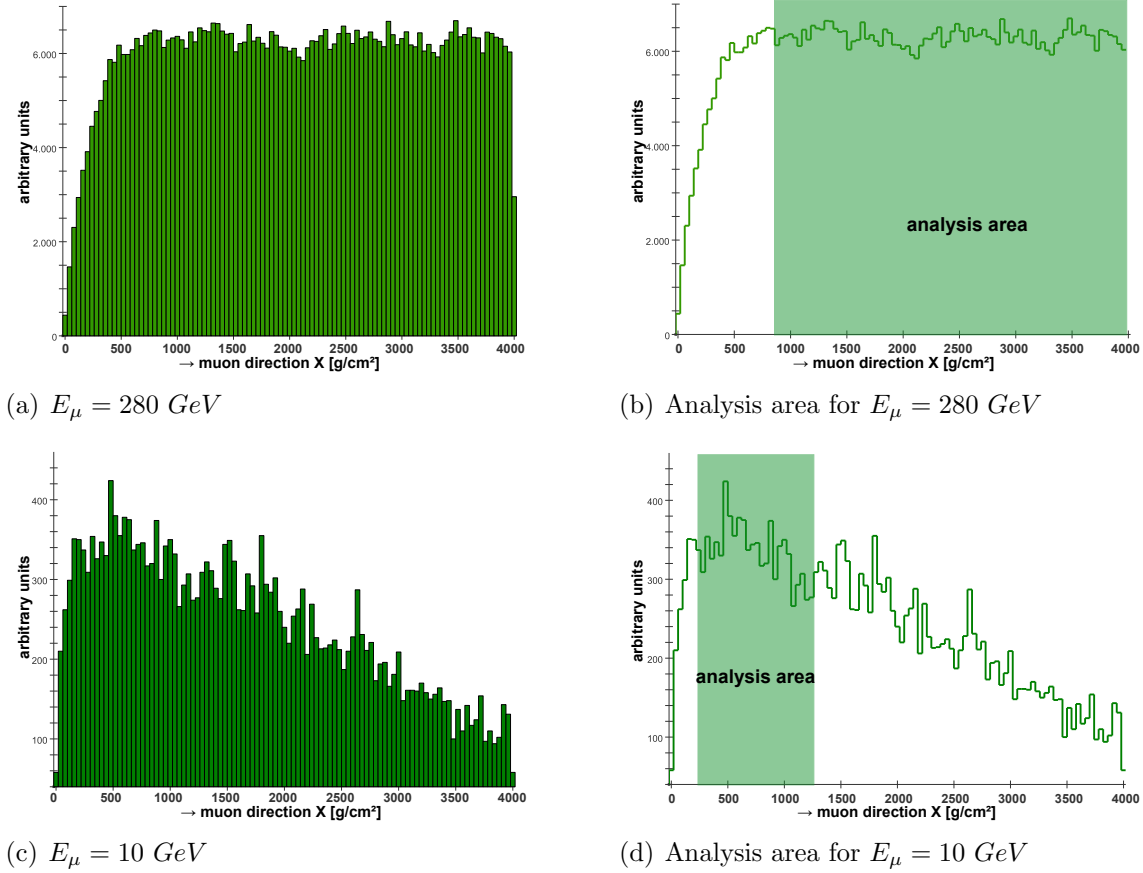 6.000
4.000
2.000
0
arbitrary units
0 500 1000 1500 2000 2500 3000 3500 4000
→ muon direction X [g/cm²]
(a) E_μ = 280 GeV
6.000
4.000
2.000
0
arbitrary units
analysis area
0 500 1000 1500 2000 2500 3000 3500 4000
→ muon direction X [g/cm²]
(b) Analysis area for E_μ = 280 GeV
400
300
200
100
arbitrary units
0 500 1000 1500 2000 2500 3000 3500 4000
→ muon direction X [g/cm²]
(c) E_μ = 10 GeV
400
300
200
100
arbitrary units
analysis area
0 500 1000 1500 2000 2500 3000 3500 4000
→ muon direction X [g/cm²]
(d) Analysis area for E_μ = 10 GeV